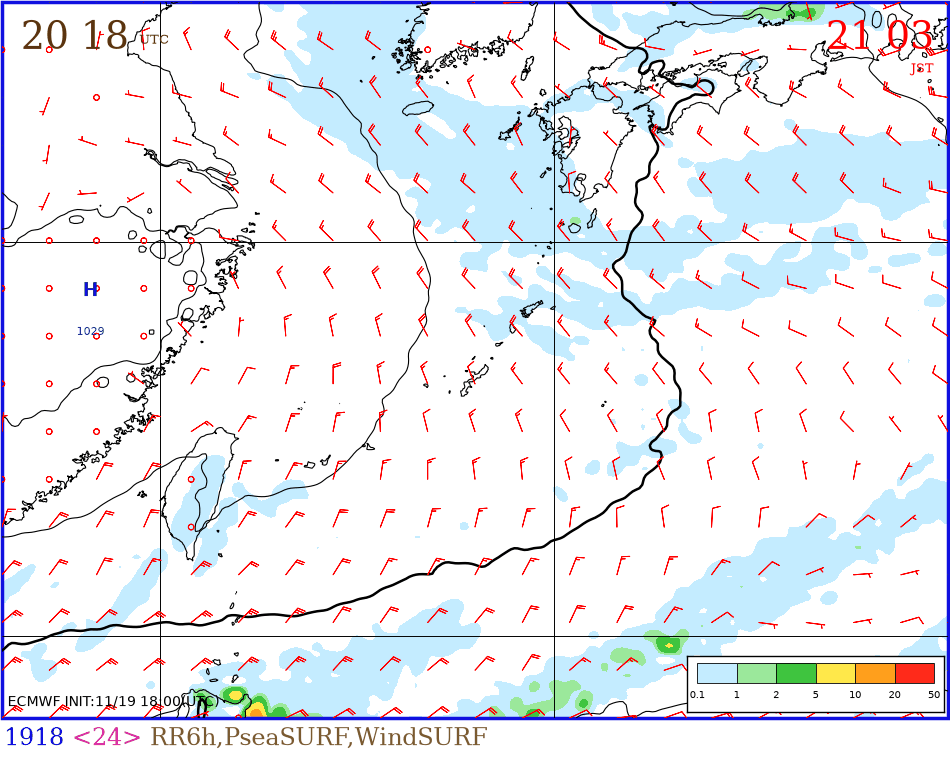 20 18 UTC
21 03 JST
H
1029
0.1 1 2 5 10 20 50
ECMWF INIT:11/19 18:00(UTC)
1918 <24> RR6h,PseaSURF,WindSURF